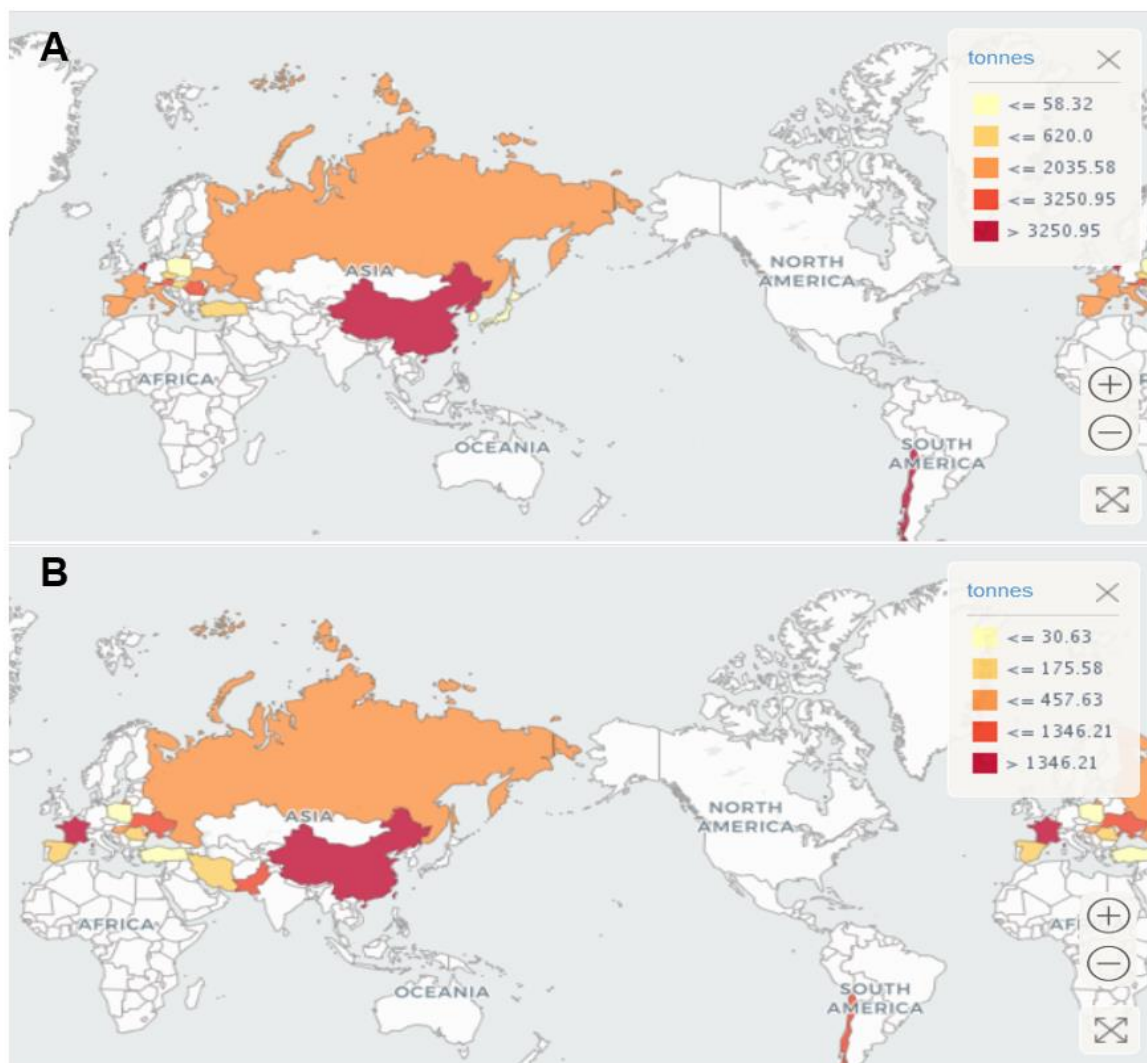 A
tonnes
<= 58.32
<= 620.0
<= 2035.58
<= 3250.95
> 3250.95
ASIA
NORTH
AMERICA
AFRICA
OCEANIA
SOUTH
AMERICA
B
tonnes
<= 30.63
<= 175.58
<= 457.63
<= 1346.21
> 1346.21
ASIA
NORTH
AMERICA
AFRICA
AF
OCEANIA
SOUTH
AMERICA